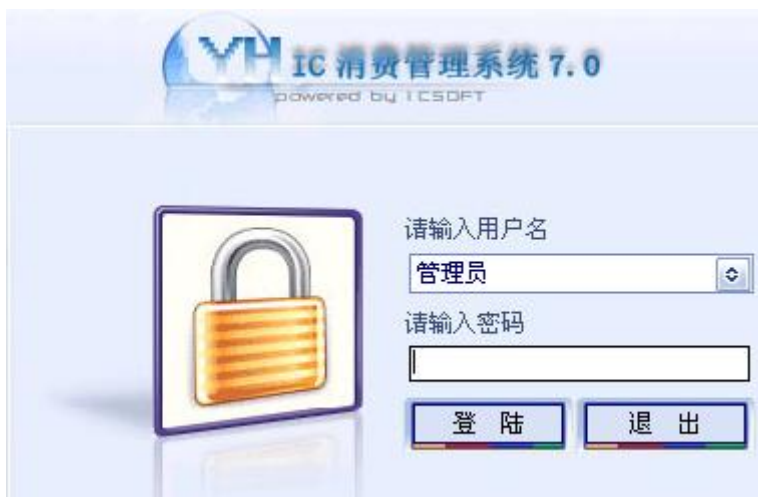 YH IC 消费管理系统 7.0
powered by ICSOFT
请输入用户名
管理员
请输入密码
登 陆 退 出